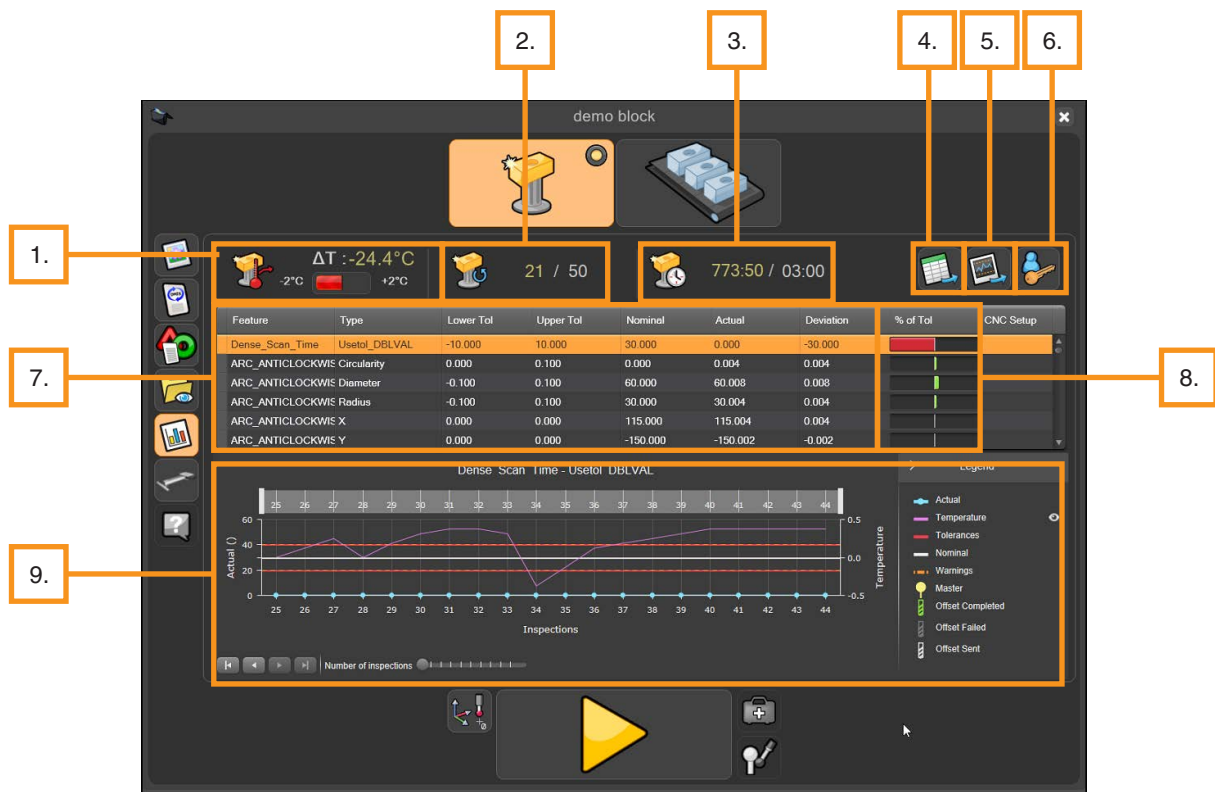 2. 3. 4. 5. 6.
demo block
1.
ΔT :-24.4°C
-2°C +2°C
21 / 50
773:50 / 03:00
Feature Type Lower Tol Upper Tol Nominal Actual Deviation % of Tol CNC Setup
Dense_Scan_Time Usetol_DBLVAL -10.000 10.000 30.000 0.000 -30.000
ARC_ANTICLOCKWIS Circularity 0.000 0.100 0.000 0.004 0.004
7.
ARC_ANTICLOCKWIS Diameter -0.100 0.100 60.000 60.008 0.008
8.
ARC_ANTICLOCKWIS Radius -0.100 0.100 30.000 30.004 0.004
ARC_ANTICLOCKWIS X 0.000 0.000 115.000 115.004 0.004
ARC_ANTICLOCKWIS Y 0.000 0.000 -150.000 -150.002 -0.002
Dense_Scan_Time - Usetol_DBLVAL
25 26 27 28 29 30 31 32 33 34 35 36 37 38 39 40 41 42 43 44
60
40
20
0
Actual ()
0.5
0.0
-0.5
Temperature
25 26 27 28 29 30 31 32 33 34 35 36 37 38 39 40 41 42 43 44
Inspections
Number of inspections
Legend
Actual
Temperature
Tolerances
Nominal
Warnings
Master
Offset Completed
Offset Failed
Offset Sent
9.